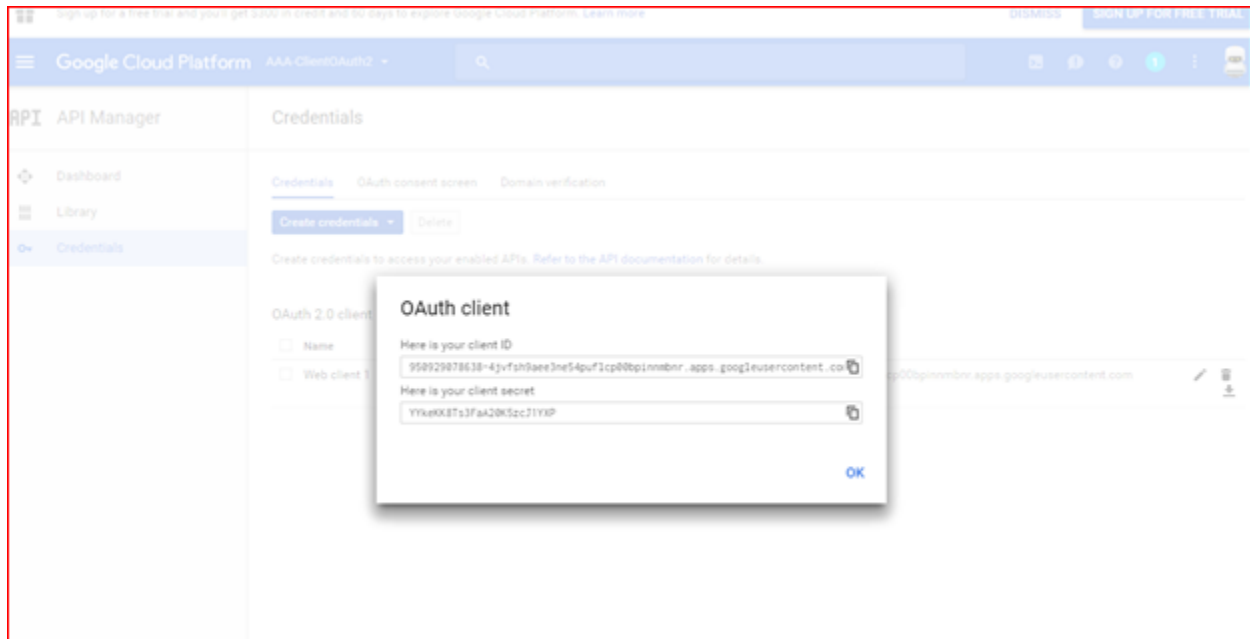 Sign up for a free trial and you'll get $300 in credit and 60 days to explore Google Cloud Platform. Learn more
DISMISS
SIGN UP FOR FREE TRIAL
Google Cloud Platform
AAA-ClientOAuth2
API API Manager
Credentials
Dashboard
Library
Credentials
Credentials OAuth consent screen Domain verification
Create credentials Delete
Create credentials to access your enabled APIs. Refer to the API documentation for details.
OAuth 2.0 client
Name
Web client 1
cp00bpinnmbnr.apps.googleusercontent.com
OAuth client
Here is your client ID
950929078638-4jvfsh9aee3ne54puf1cp00bpinnmbnr.apps.googleusercontent.co
Here is your client secret
YYkeKK8Ts3FaA20K5zcJ1YXP
OK